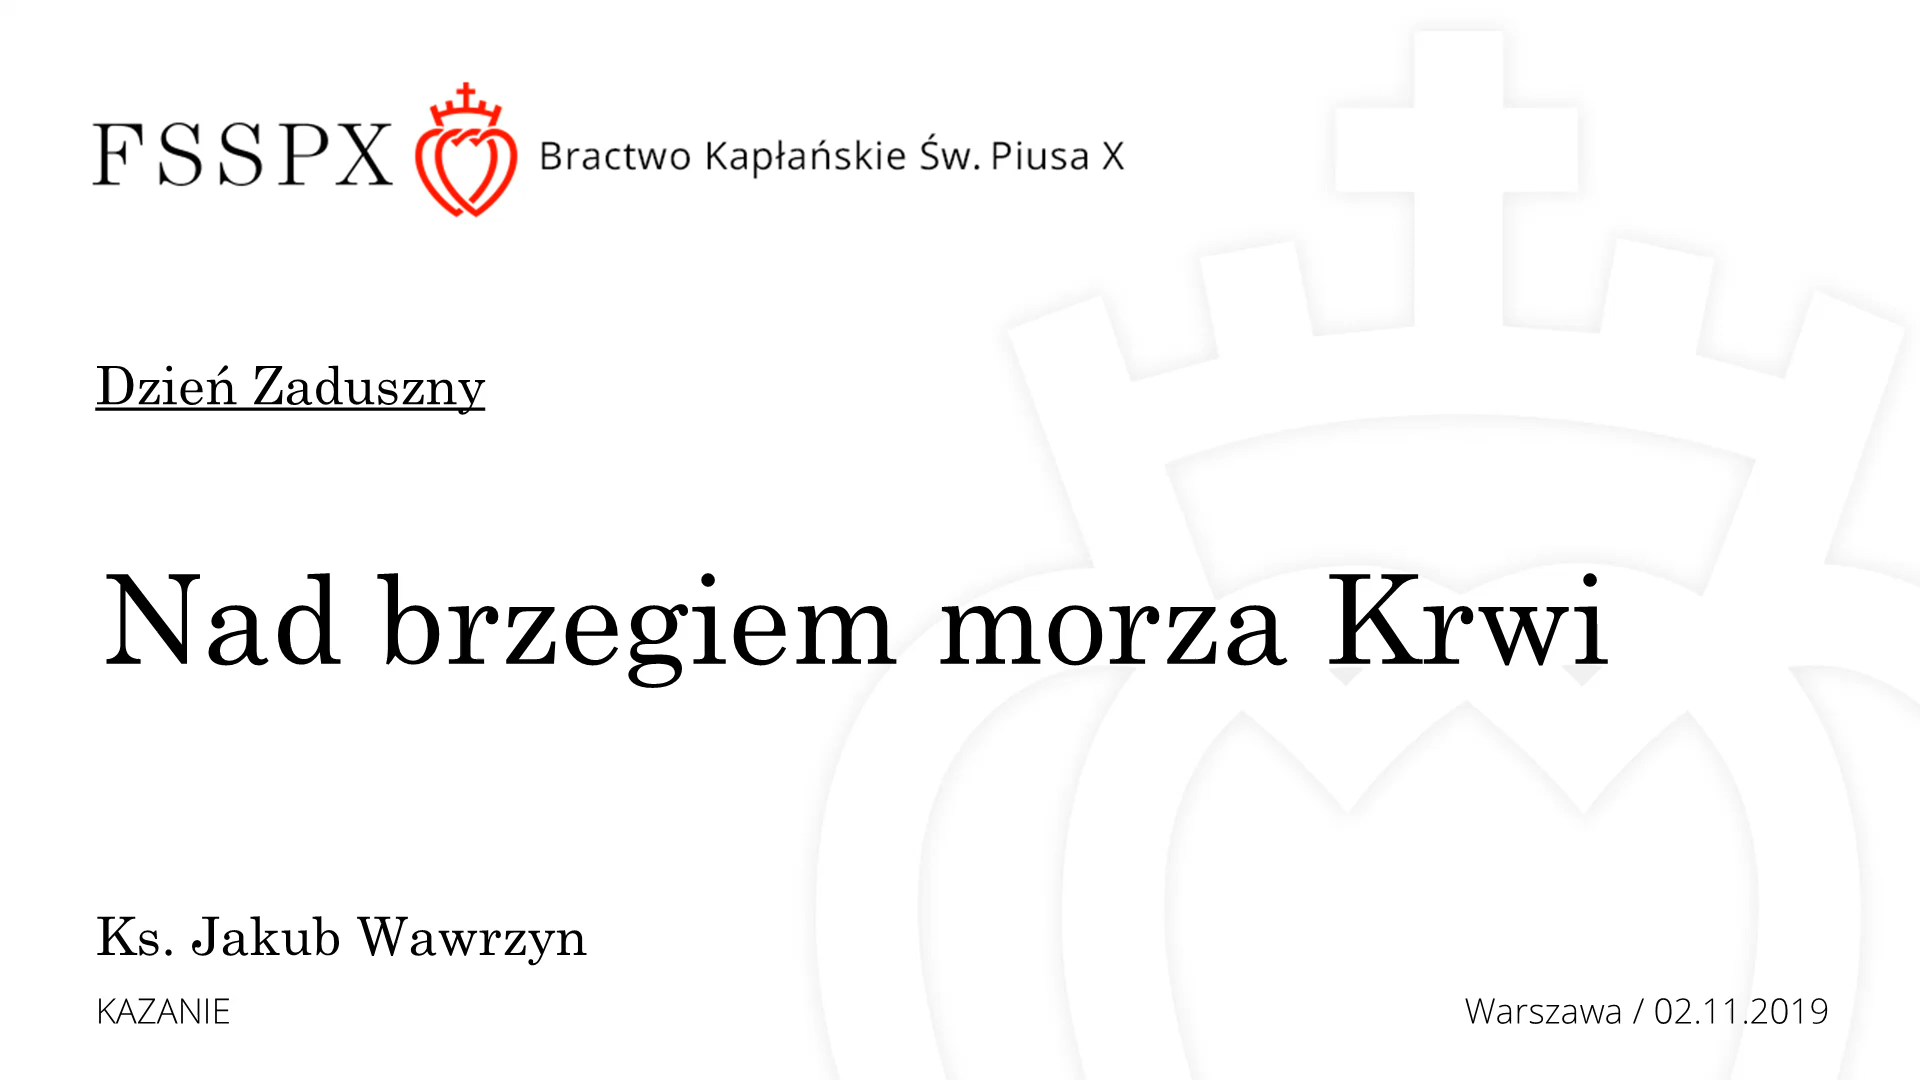 FSSPX Bractwo Kapłańskie Św. Piusa X
Dzień Zaduszny
Nad brzegiem morza Krwi
Ks. Jakub Wawrzyn
KAZANIE
Warszawa / 02.11.2019